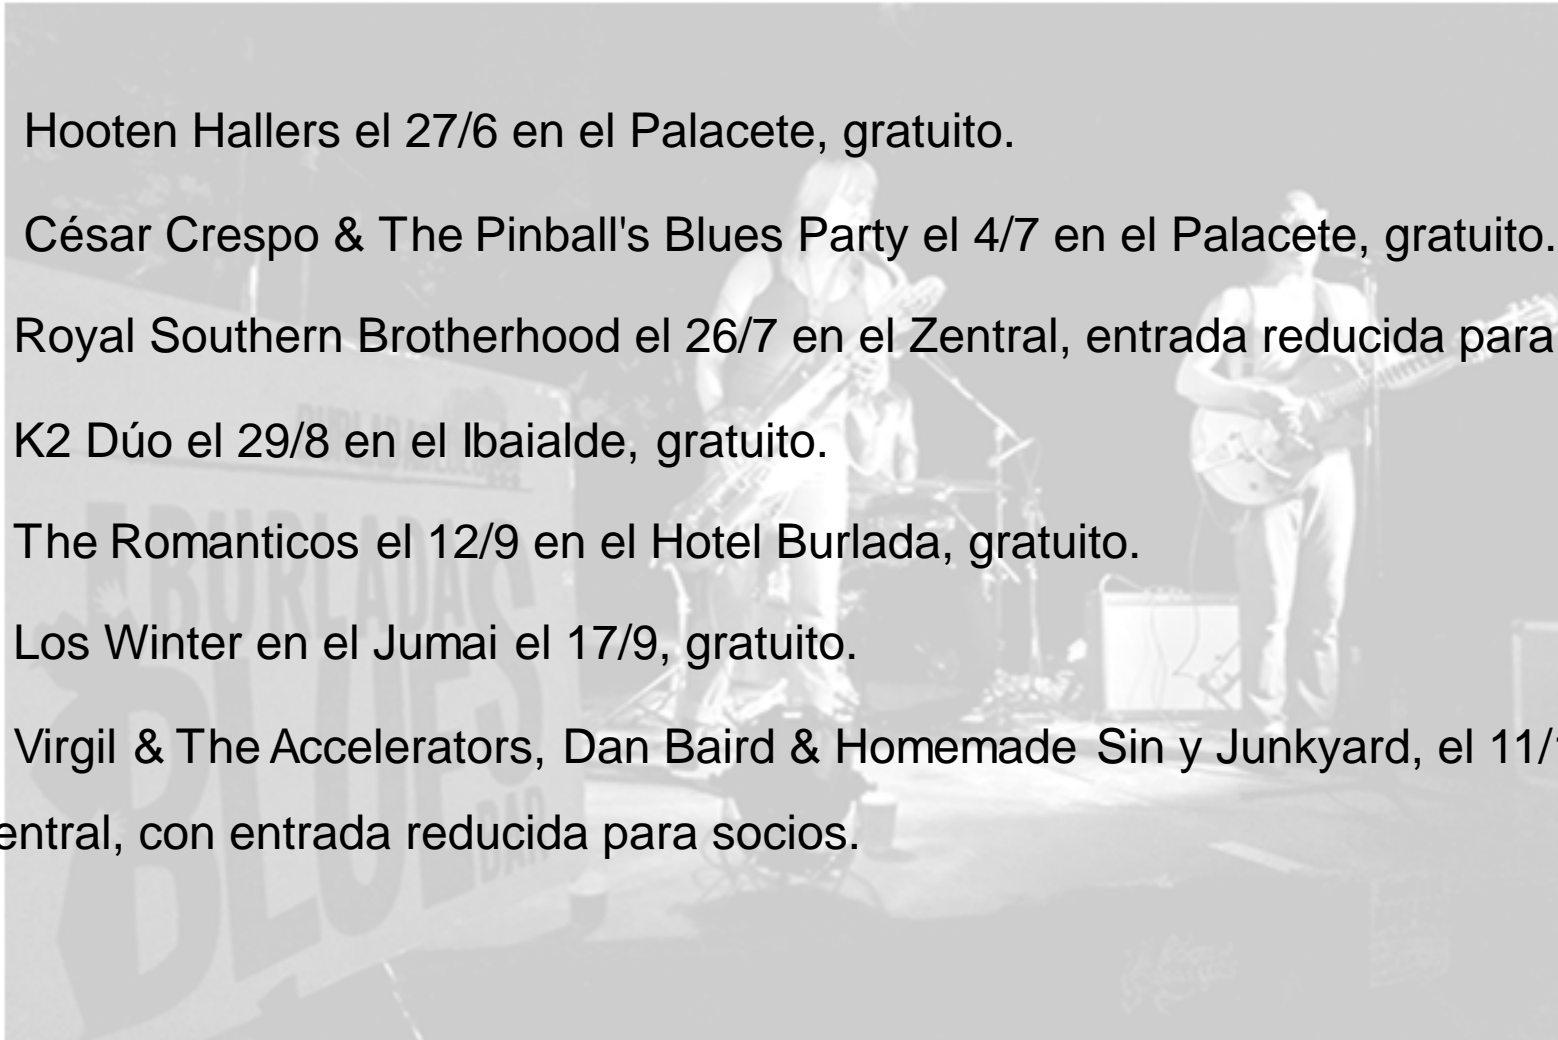 Hooten Hallers el 27/6 en el Palacete, gratuito.
César Crespo & The Pinball's Blues Party el 4/7 en el Palacete, gratuito.
Royal Southern Brotherhood el 26/7 en el Zentral, entrada reducida para
K2 Dúo el 29/8 en el Ibaialde, gratuito.
The Romanticos el 12/9 en el Hotel Burlada, gratuito.
Los Winter en el Jumai el 17/9, gratuito.
Virgil & The Accelerators, Dan Baird & Homemade Sin y Junkyard, el 11/
entral, con entrada reducida para socios.
BURLADAS
BLUES
BAR